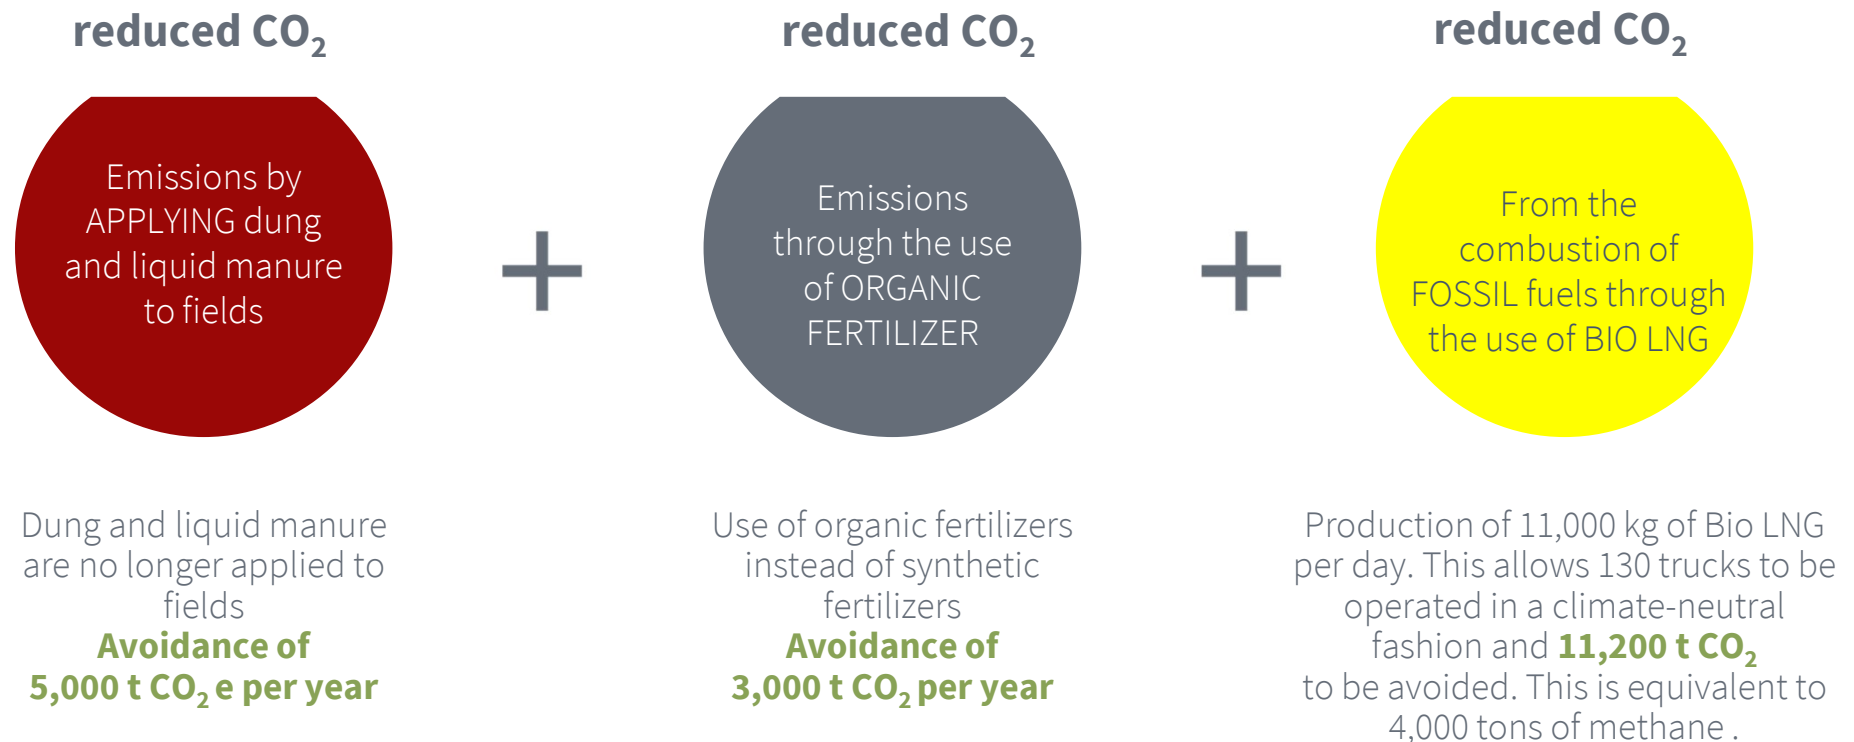 reduced CO₂
Emissions by
APPLYING dung
and liquid manure
to fields
Dung and liquid manure
are no longer applied to
fields
Avoidance of
5,000 t CO₂ e per year
+
reduced CO₂
Emissions
through the use
of ORGANIC
FERTILIZER
Use of organic fertilizers
instead of synthetic
fertilizers
Avoidance of
3,000 t CO₂ per year
+
reduced CO₂
From the
combustion of
FOSSIL fuels through
the use of BIO LNG
Production of 11,000 kg of Bio LNG
per day. This allows 130 trucks to be
operated in a climate-neutral
fashion and 11,200 t CO₂
to be avoided. This is equivalent to
4,000 tons of methane .